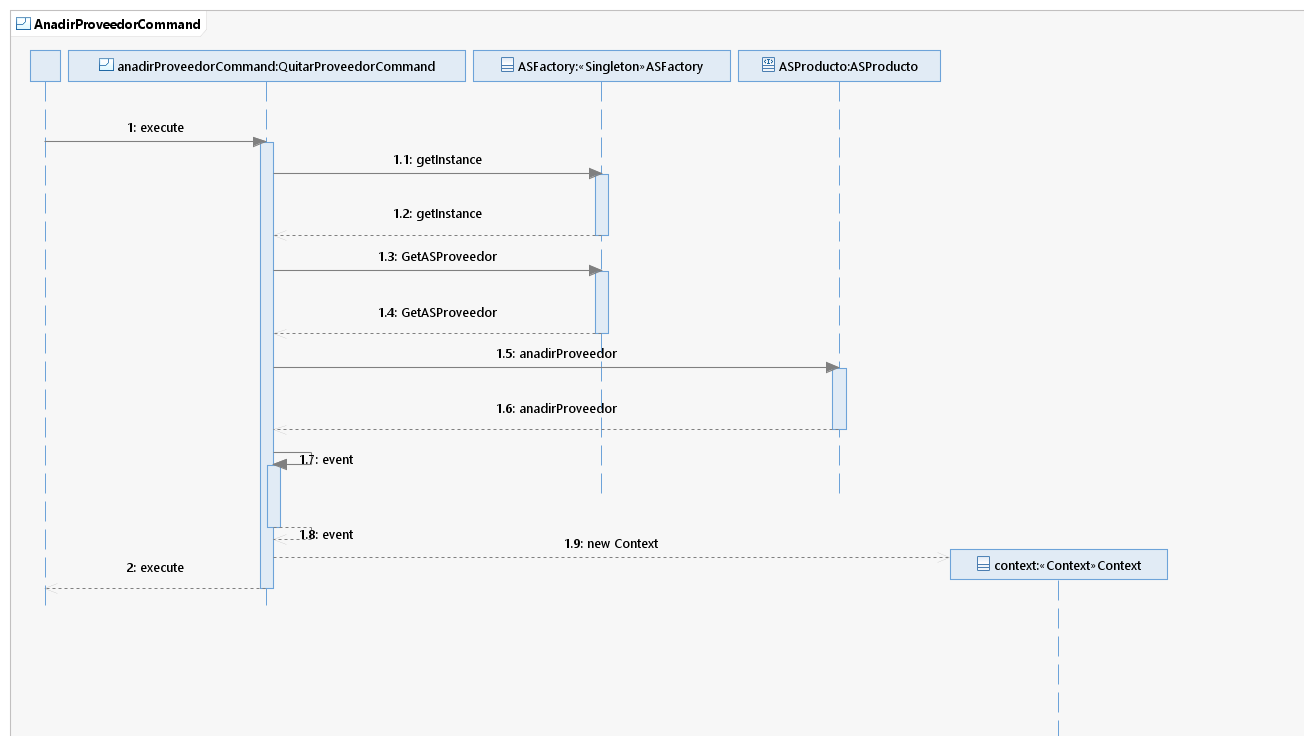 AnadirProveedorCommand
anadirProveedorCommand:QuitarProveedorCommand
ASFactory:«Singleton»ASFactory
ASProducto:ASProducto
1: execute
1.1: getInstance
1.2: getInstance
1.3: GetASProveedor
1.4: GetASProveedor
1.5: anadirProveedor
1.6: anadirProveedor
1.7: event
1.8: event
1.9: new Context
context:«Context»Context
2: execute